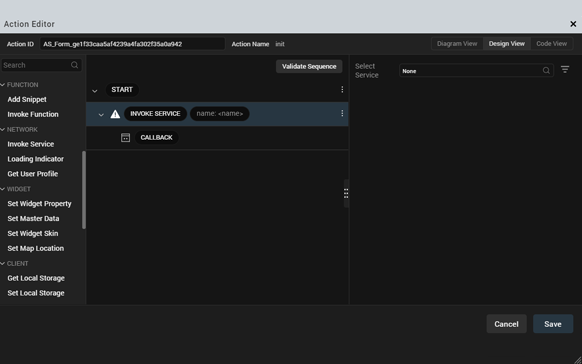 Action Editor
Action ID AS_Form_ge1f33caa5af4239a4fa302f35a0a942 Action Name init Diagram View Design View Code View
Search
Validate Sequence
Select Service
None
FUNCTION
Add Snippet
Invoke Function
NETWORK
Invoke Service
Loading Indicator
Get User Profile
WIDGET
Set Widget Property
Set Master Data
Set Widget Skin
Set Map Location
CLIENT
Get Local Storage
Set Local Storage
START
INVOKE SERVICE name: <name>
CALLBACK
Cancel Save